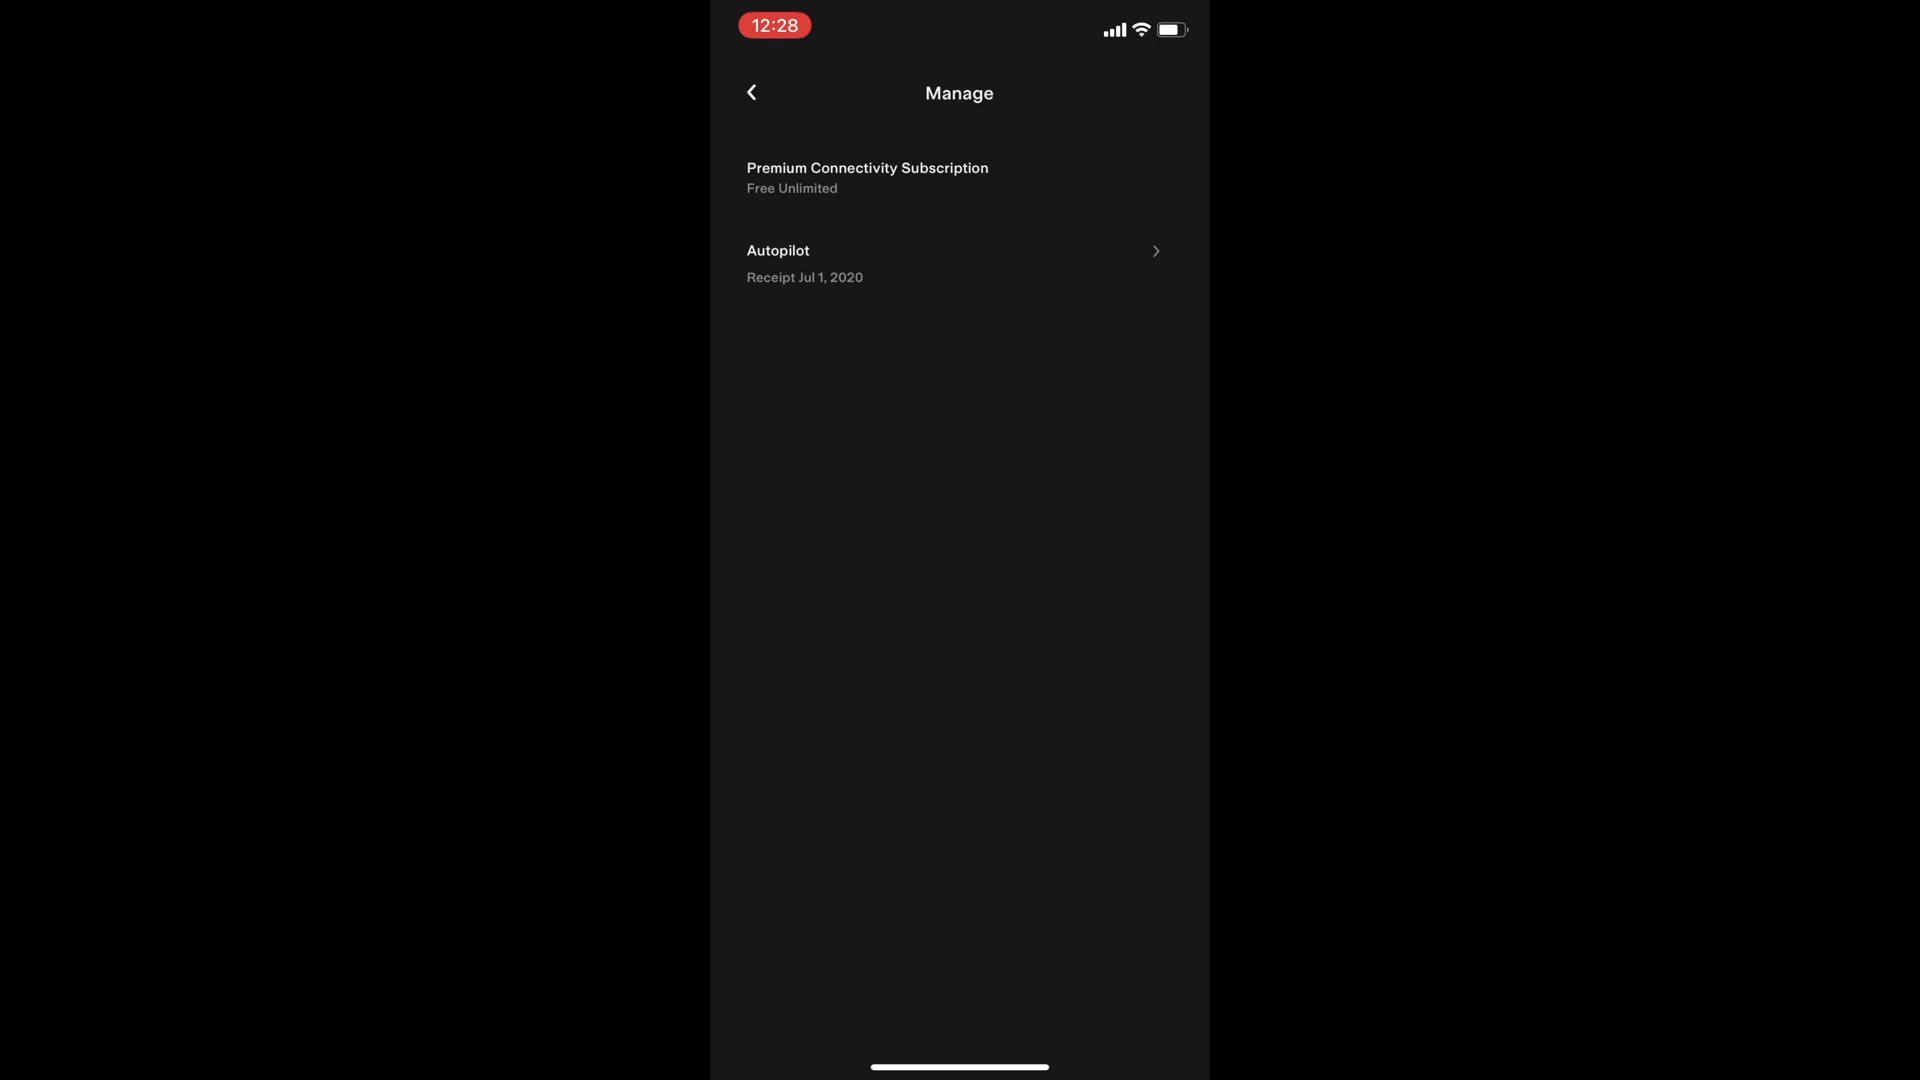 12:28
Manage
Premium Connectivity Subscription
Free Unlimited
Autopilot
Receipt Jul 1, 2020